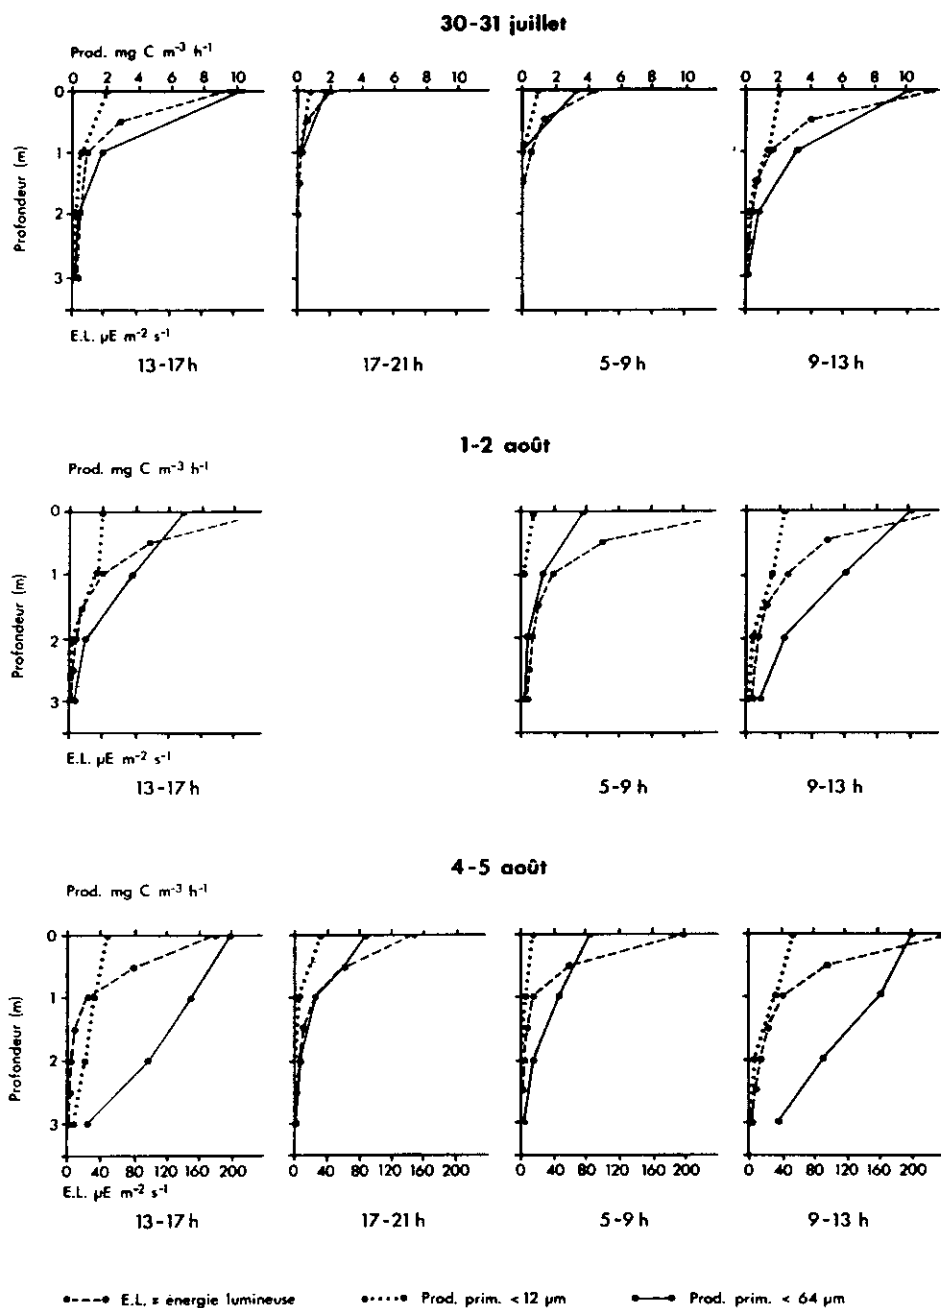 30-31 juillet
Prod. mg C m⁻³ h⁻¹
0 2 4 6 8 10
0 2 4 6 8 10
0 2 4 6 8 10
0 2 4 6 8 10
Profondeur (m)
0
1
2
3
E.L. µE m⁻² s⁻¹
13-17 h
17-21 h
5-9 h
9-13 h
1-2 août
Prod. mg C m⁻³ h⁻¹
Profondeur (m)
0
1
2
3
E.L. µE m⁻² s⁻¹
13-17 h
5-9 h
9-13 h
4-5 août
Prod. mg C m⁻³ h⁻¹
Profondeur (m)
0
1
2
3
0 40 80 120 160 200
0 40 80 120 160 200
0 40 80 120 160 200
0 40 80 120 160 200
E.L. µE m⁻² s⁻¹
13-17 h
17-21 h
5-9 h
9-13 h
E.L. = énergie lumineuse
Prod. prim. < 12 µm
Prod. prim. < 64 µm